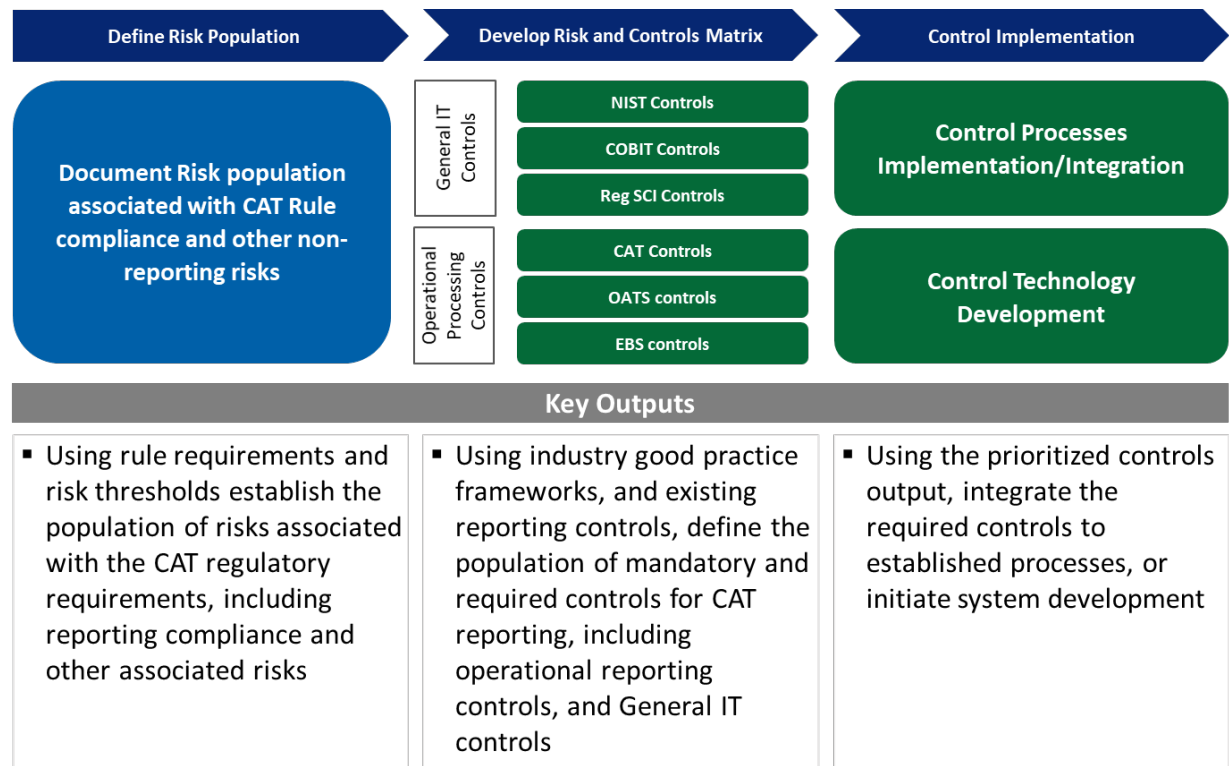 Define Risk Population
Develop Risk and Controls Matrix
Control Implementation
Document Risk population
associated with CAT Rule
compliance and other non-
reporting risks
General IT
Controls
NIST Controls
COBIT Controls
Reg SCI Controls
Operational
Processing
Controls
CAT Controls
OATS controls
EBS controls
Control Processes
Implementation/Integration
Control Technology
Development
Key Outputs
▪ Using rule requirements and
risk thresholds establish the
population of risks associated
with the CAT regulatory
requirements, including
reporting compliance and
other associated risks
▪ Using industry good practice
frameworks, and existing
reporting controls, define the
population of mandatory and
required controls for CAT
reporting, including
operational reporting
controls, and General IT
controls
▪ Using the prioritized controls
output, integrate the
required controls to
established processes, or
initiate system development